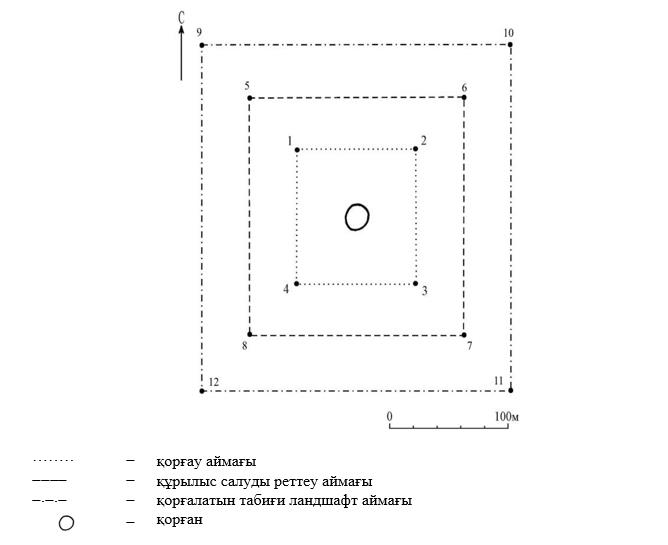 С
9 10
5 6
1 2
4 3
8 7
12 11
0 100м
........ – қорғау аймағы
–––– – құрылыс салуды реттеу аймағы
–.–.– – қорғалатын табиғи ландшафт аймағы
– қорған